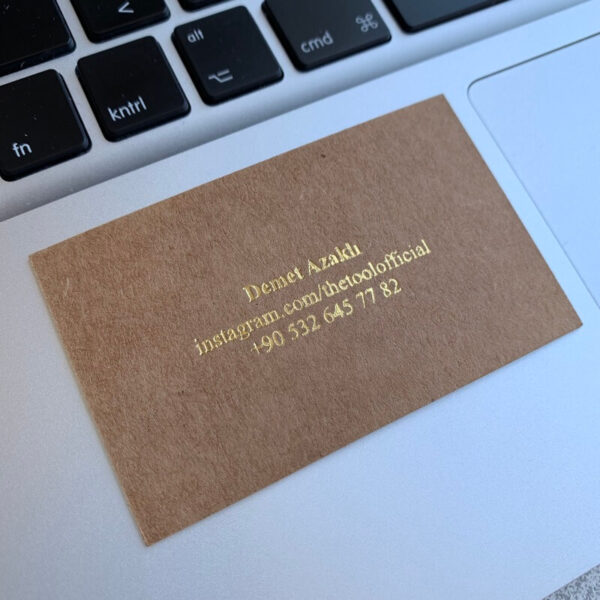 <
alt
cmd ⌘
kntrl
⌥
fn
Demet Azaklı
instagram.com/thetoolofficial
+90 532 645 77 82